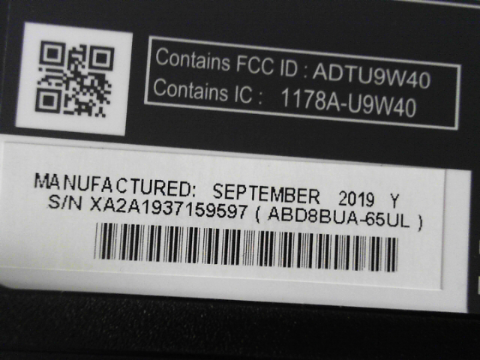 Contains FCC ID : ADTU9W40
Contains IC : 1178A-U9W40
MANUFACTURED: SEPTEMBER 2019 Y
S/N XA2A1937159597 ( ABD8BUA-65UL )